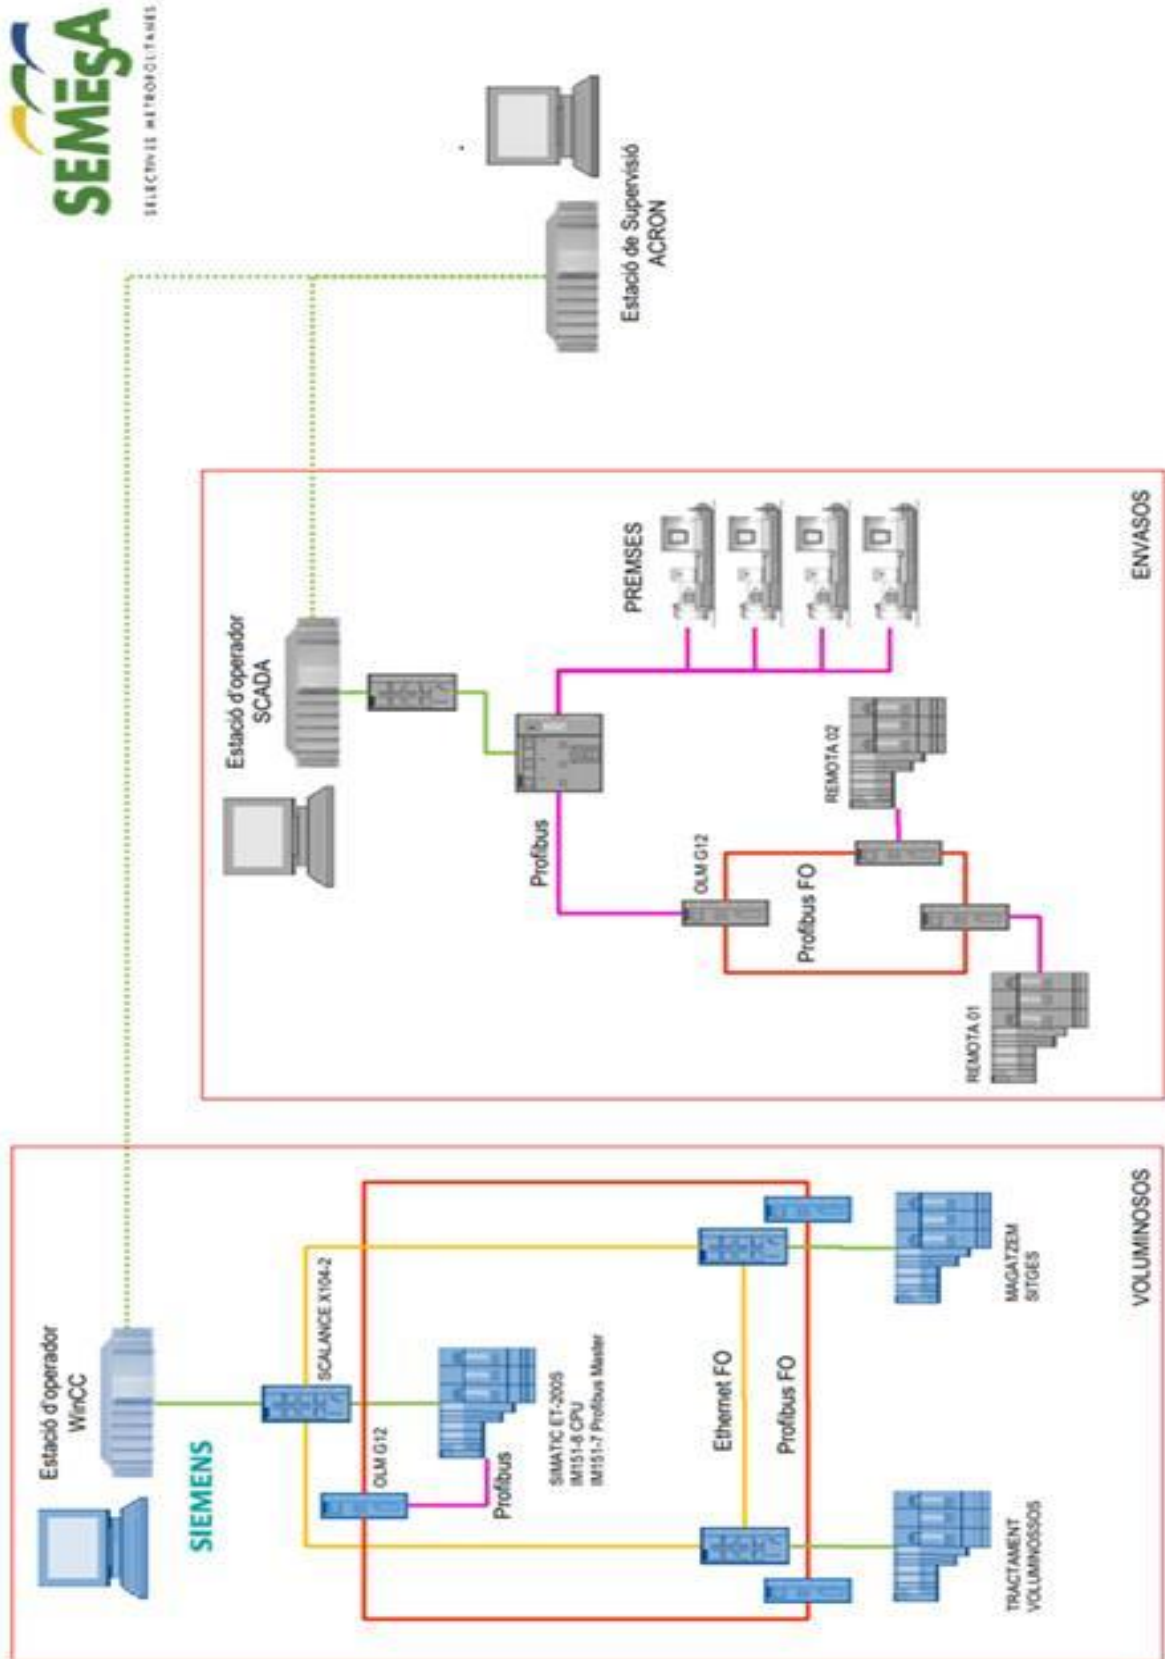 SEMESA
SELECTIVES METROPOLITANES
Estació d'operador
WinCC
SIEMENS
SCALANCE X104-2
OLM G12
Profibus
SIMATIC ET-200S
IM151-8 CPU
IM151-7 Profibus Master
Ethernet FO
Profibus FO
TRACTAMENT
VOLUMINOSSOS
MAGATZEM
SITGES
VOLUMINOSOS
Estació d'operador
SCADA
Profibus
OLM G12
Profibus FO
REMOTA 01
REMOTA 02
PREMSES
ENVASOS
Estació de Supervisió
ACRON